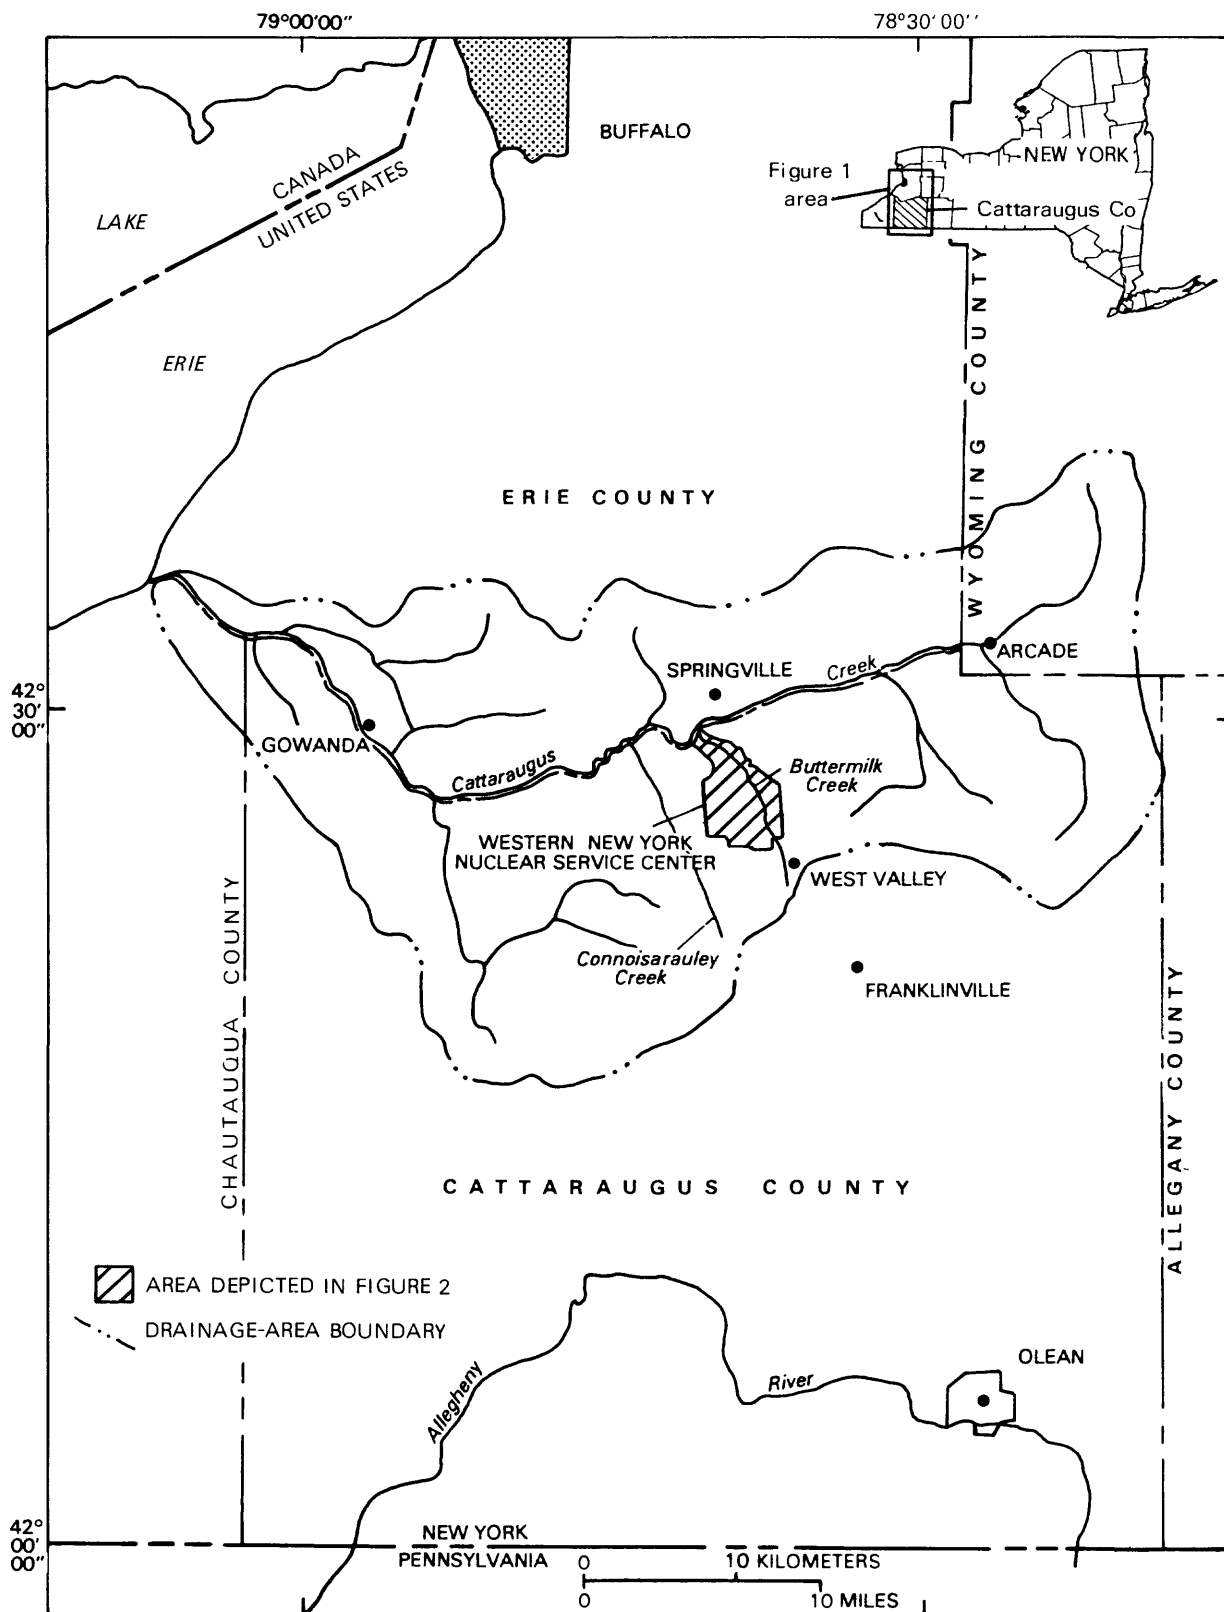 79°00'00"
78°30'00''
BUFFALO
CANADA
UNITED STATES
LAKE
ERIE
NEW YORK
Figure 1
area
Cattaraugus Co
WYOMING COUNTY
ERIE COUNTY
SPRINGVILLE
Creek
ARCADE
42°
30'
00"
GOWANDA
Cattaraugus
Buttermilk
Creek
WESTERN NEW YORK
NUCLEAR SERVICE CENTER
WEST VALLEY
Connoisarauley
Creek
FRANKLINVILLE
CHAUTAUQUA COUNTY
ALLEGANY COUNTY
CATTARAUGUS COUNTY
AREA DEPICTED IN FIGURE 2
DRAINAGE-AREA BOUNDARY
OLEAN
Allegheny
River
42°
00'
00"
NEW YORK
PENNSYLVANIA
0 10 KILOMETERS
0 10 MILES